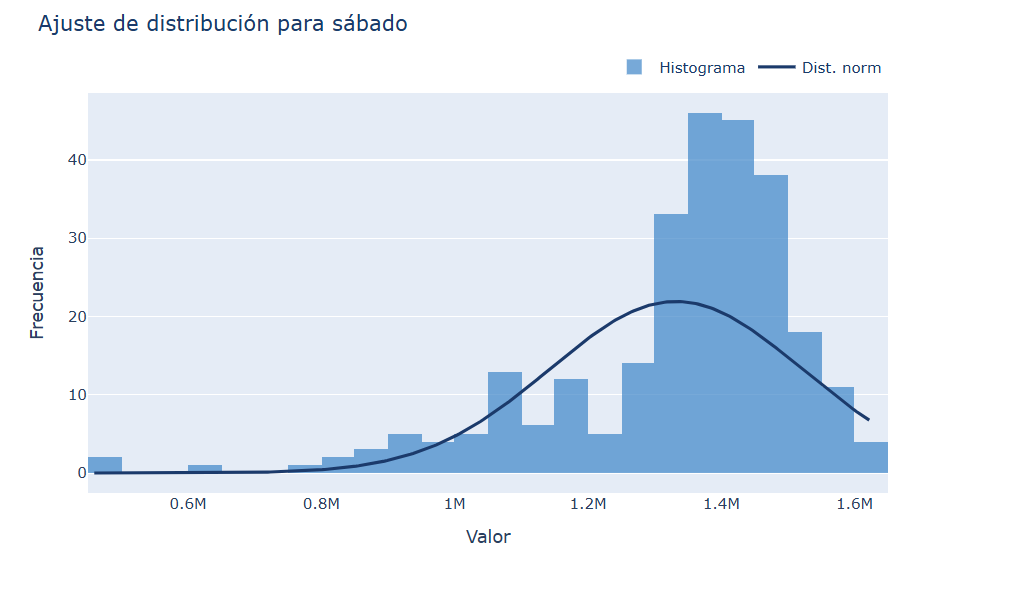 Ajuste de distribución para sábado
Histograma
Dist. norm
Frecuencia
40
30
20
10
0
0.6M
0.8M
1M
1.2M
1.4M
1.6M
Valor